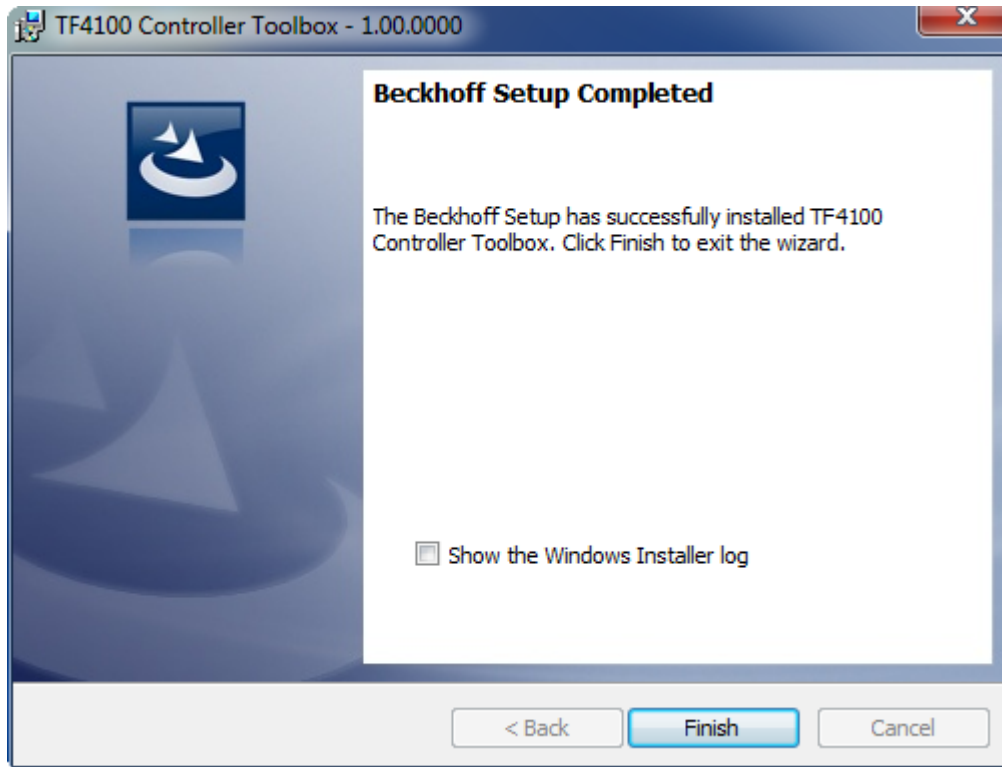 TF4100 Controller Toolbox - 1.00.0000
X
Beckhoff Setup Completed
The Beckhoff Setup has successfully installed TF4100
Controller Toolbox. Click Finish to exit the wizard.
Show the Windows Installer log
< Back Finish Cancel